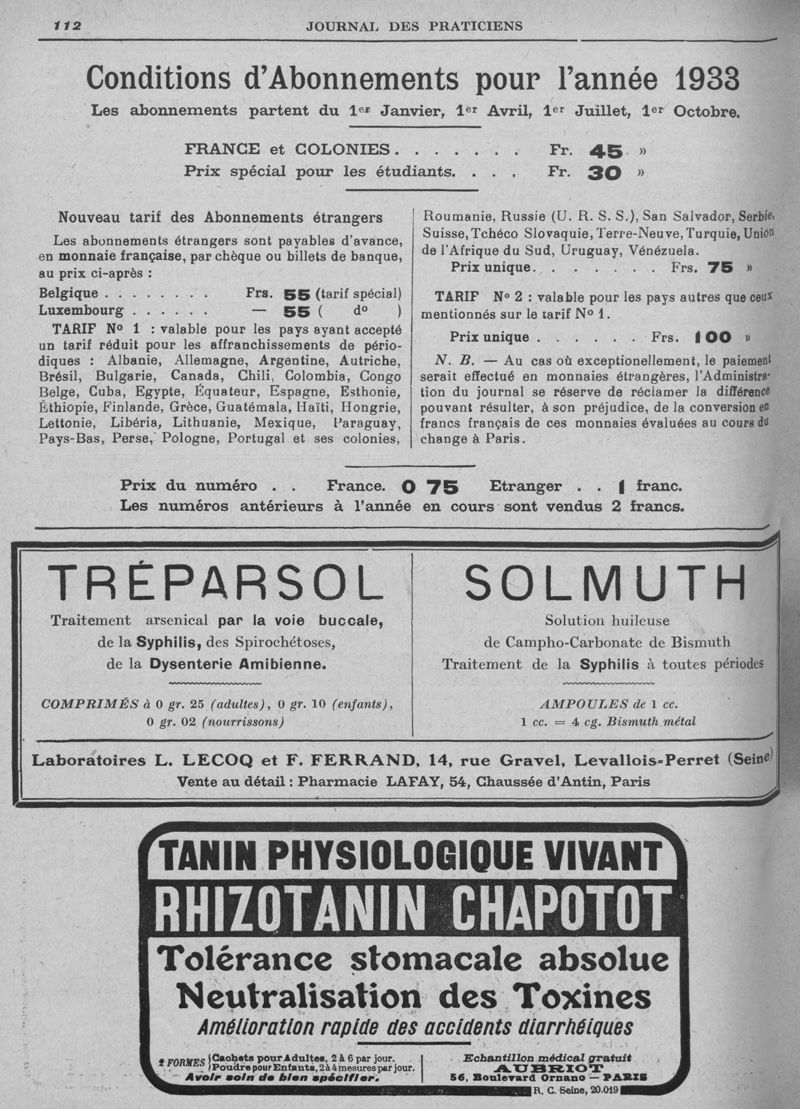 112
JOURNAL DES PRATICIENS
Conditions d'Abonnements pour l'année 1933
Les abonnements partent du 1er Janvier, 1er Avril, 1er Juillet, 1er Octobre.
FRANCE et COLONIES. . . . . . . Fr. 45 »
Prix spécial pour les étudiants. . . . Fr. 30 »
Nouveau tarif des Abonnements étrangers
Les abonnements étrangers sont payables d'avance,
en monnaie française, par chèque ou billets de banque,
au prix ci-après :
Belgique . . . . . . . . Frs. 55 (tarif spécial)
Luxembourg . . . . . . — 55 ( do )
TARIF No 1 : valable pour les pays ayant accepté
un tarif réduit pour les affranchissements de pério-
diques : Albanie, Allemagne, Argentine, Autriche,
Brésil, Bulgarie, Canada, Chili, Colombia, Congo
Belge, Cuba, Egypte, Équateur, Espagne, Esthonie,
Éthiopie, Finlande, Grèce, Guatémala, Haïti, Hongrie,
Lettonie, Libéria, Lithuanie, Mexique, Paraguay,
Pays-Bas, Perse, Pologne, Portugal et ses colonies,
Roumanie, Russie (U. R. S. S.), San Salvador, Serbie,
Suisse, Tchéco Slovaquie, Terre-Neuve, Turquie, Union
de l'Afrique du Sud, Uruguay, Vénézuela.
Prix unique. . . . . . . . Frs. 75 »
TARIF No 2 : valable pour les pays autres que ceux
mentionnés sur le tarif No 1.
Prix unique . . . . . . Frs. 100 »
N. B. — Au cas où exceptionellement, le paiement
serait effectué en monnaies étrangères, l'Administra-
tion du journal se réserve de réclamer la différence
pouvant résulter, à son préjudice, de la conversion en
francs français de ces monnaies évaluées au cours du
change à Paris.
Prix du numéro . . France. 0 75 Etranger . . 1 franc.
Les numéros antérieurs à l'année en cours sont vendus 2 francs.
TRÉPARSOL
Traitement arsenical par la voie buccale,
de la Syphilis, des Spirochétoses,
de la Dysenterie Amibienne.
COMPRIMÉS à 0 gr. 25 (adultes), 0 gr. 10 (enfants),
0 gr. 02 (nourrissons)
SOLMUTH
Solution huileuse
de Campho-Carbonate de Bismuth
Traitement de la Syphilis à toutes périodes
AMPOULES de 1 cc.
1 cc. = 4 cg. Bismuth métal
Laboratoires L. LECOQ et F. FERRAND, 14, rue Gravel, Levallois-Perret (Seine)
Vente au détail : Pharmacie LAFAY, 54, Chaussée d'Antin, Paris
TANIN PHYSIOLOGIQUE VIVANT
RHIZOTANIN CHAPOTOT
Tolérance stomacale absolue
Neutralisation des Toxines
Amélioration rapide des accidents diarrhéiques
2 FORMES
Cachets pour Adultes, 2 à 6 par jour.
Poudre pour Enfants, 2 à 4 mesures par jour.
Avoir soin de bien spécifier.
Echantillon médical gratuit
AUBRIOT
56, Boulevard Ornano — PARIS
R. C. Seine, 20.019